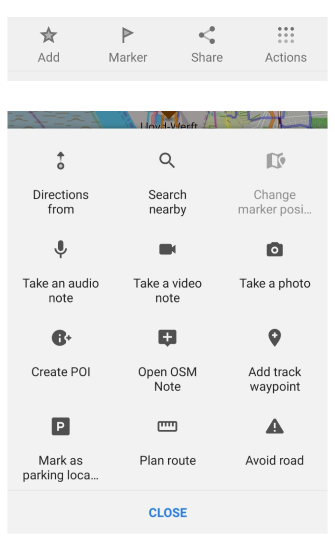 Add Marker Share Actions
Lloyd-Werft
Directions from
Search nearby
Change marker posi...
Take an audio note
Take a video note
Take a photo
Create POI
Open OSM Note
Add track waypoint
P
Mark as parking loca...
Plan route
Avoid road
CLOSE